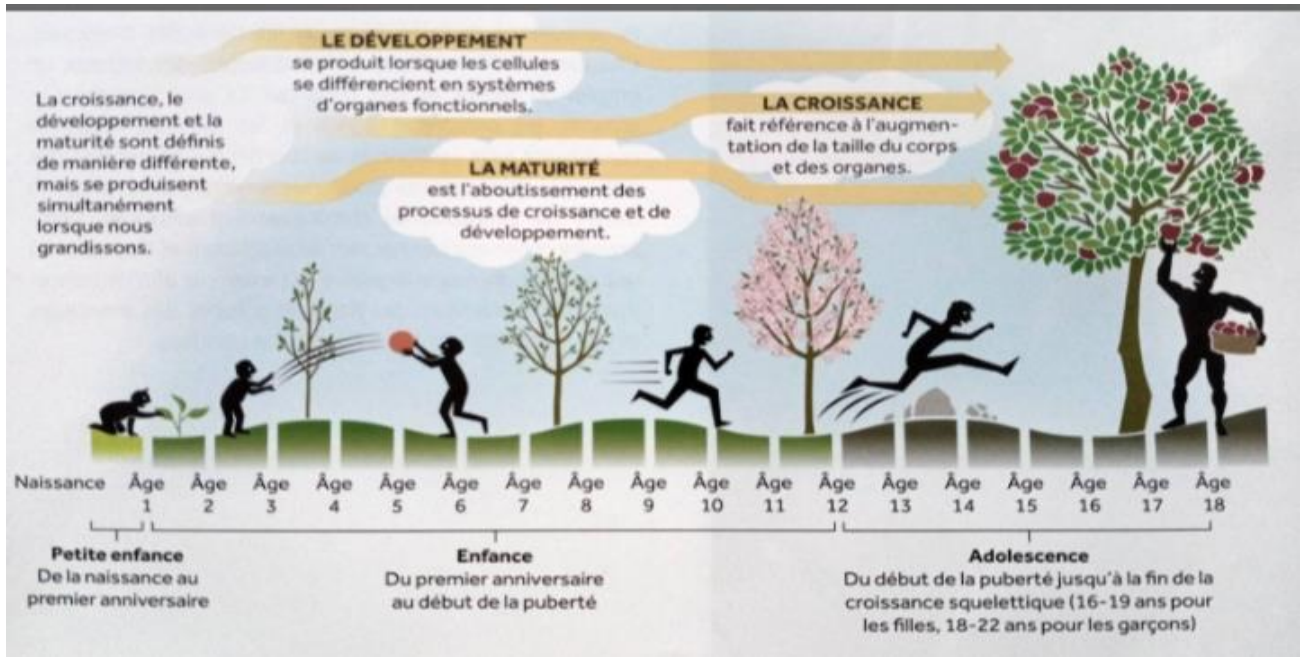 La croissance, le
développement et la
maturité sont définis
de manière différente,
mais se produisent
simultanément
lorsque nous
grandissons.
LE DÉVELOPPEMENT
se produit lorsque les cellules
se différencient en systèmes
d'organes fonctionnels.
LA MATURITÉ
est l'aboutissement des
processus de croissance et de
développement.
LA CROISSANCE
fait référence à l'augmen-
tation de la taille du corps
et des organes.
Naissance Âge Âge Âge Âge Âge Âge Âge Âge Âge Âge Âge Âge Âge Âge Âge Âge Âge Âge
1 2 3 4 5 6 7 8 9 10 11 12 13 14 15 16 17 18
Petite enfance
De la naissance au
premier anniversaire
Enfance
Du premier anniversaire
au début de la puberté
Adolescence
Du début de la puberté jusqu'à la fin de la
croissance squelettique (16-19 ans pour
les filles, 18-22 ans pour les garçons)